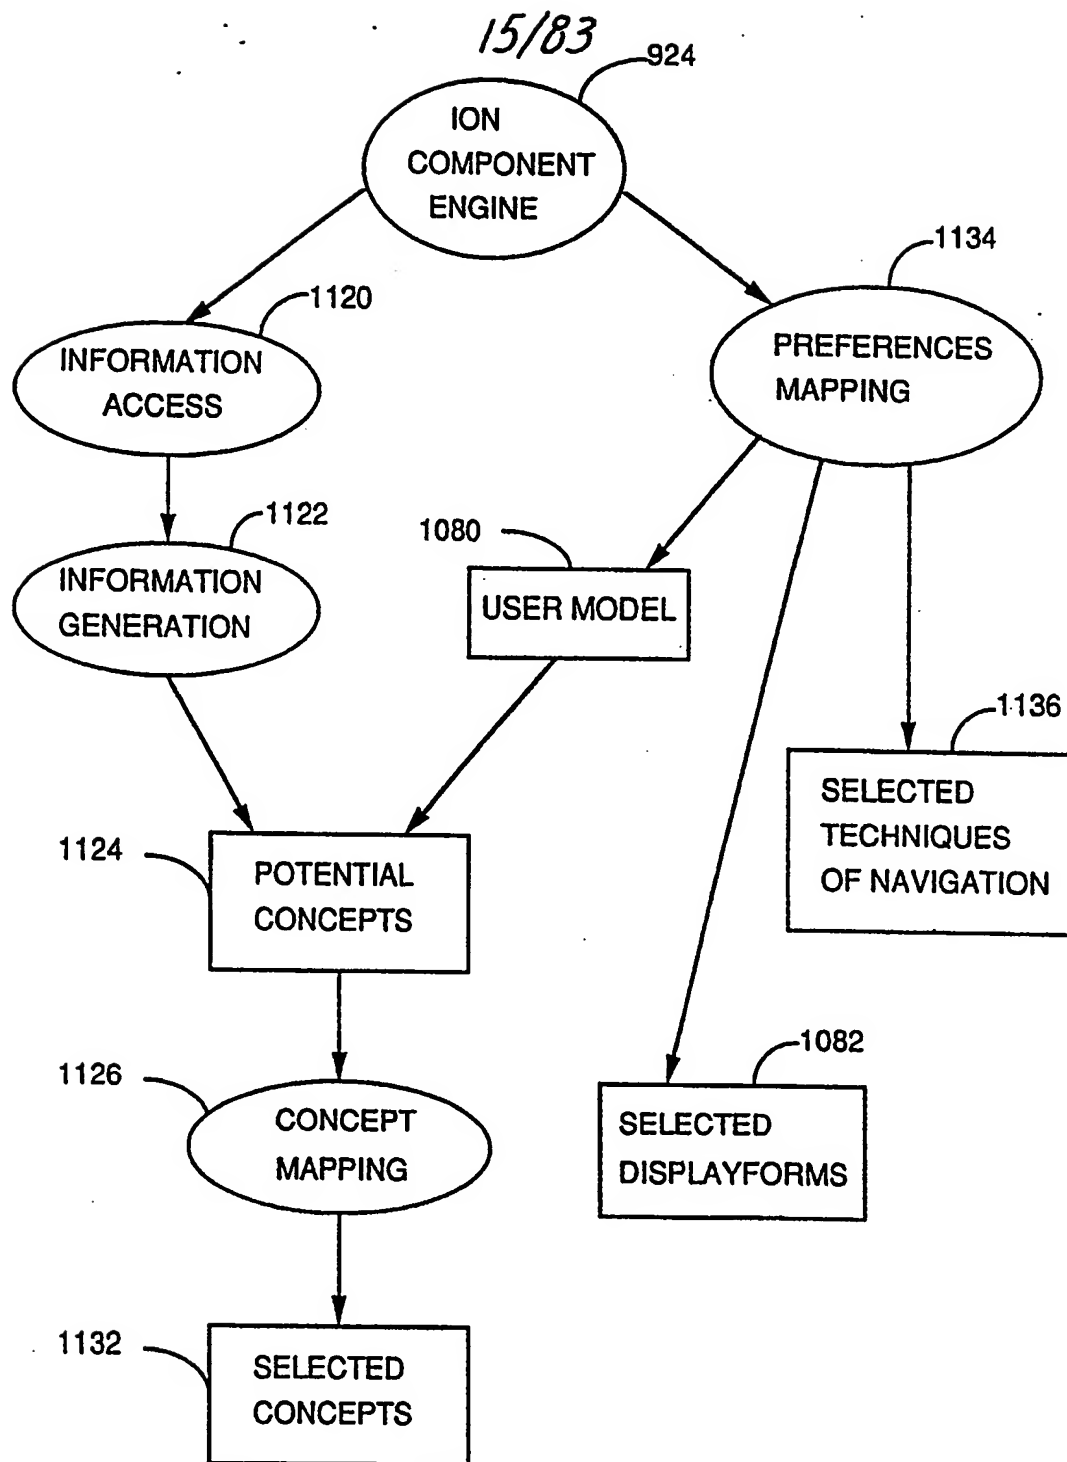 15/83
924
ION
COMPONENT
ENGINE
1134
1120
PREFERENCES
MAPPING
INFORMATION
ACCESS
1122
1080
INFORMATION
GENERATION
USER MODEL
1136
SELECTED
TECHNIQUES
OF NAVIGATION
1124
POTENTIAL
CONCEPTS
1082
1126
CONCEPT
MAPPING
SELECTED
DISPLAYFORMS
1132
SELECTED
CONCEPTS